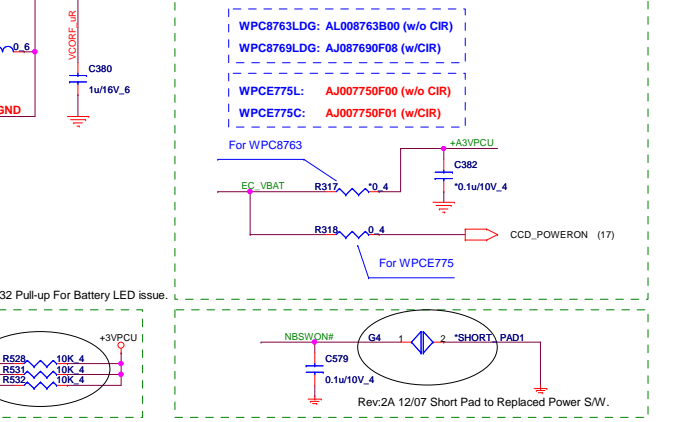 WPC8763LDG: AL008763B00 (w/o CIR)
WPC8769LDG: AJ087690F08 (w/CIR)
WPCE775L: AJ007750F00 (w/o CIR)
WPCE775C: AJ007750F01 (w/CIR)
0_6
VCORF_uR
C380
1u/16V_6
GND
For WPC8763
+A3VPCU
C382
*0.1u/10V_4
EC_VBAT
R317
*0_4
R318
0_4
CCD_POWERON (17)
For WPCE775
32 Pull-up For Battery LED issue.
+3VPCU
R528 10K_4
R531 10K_4
R532 10K_4
NBSWON#
G4 1 2 *SHORT_PAD1
C579
0.1u/10V_4
Rev:2A 12/07 Short Pad to Replaced Power S/W.